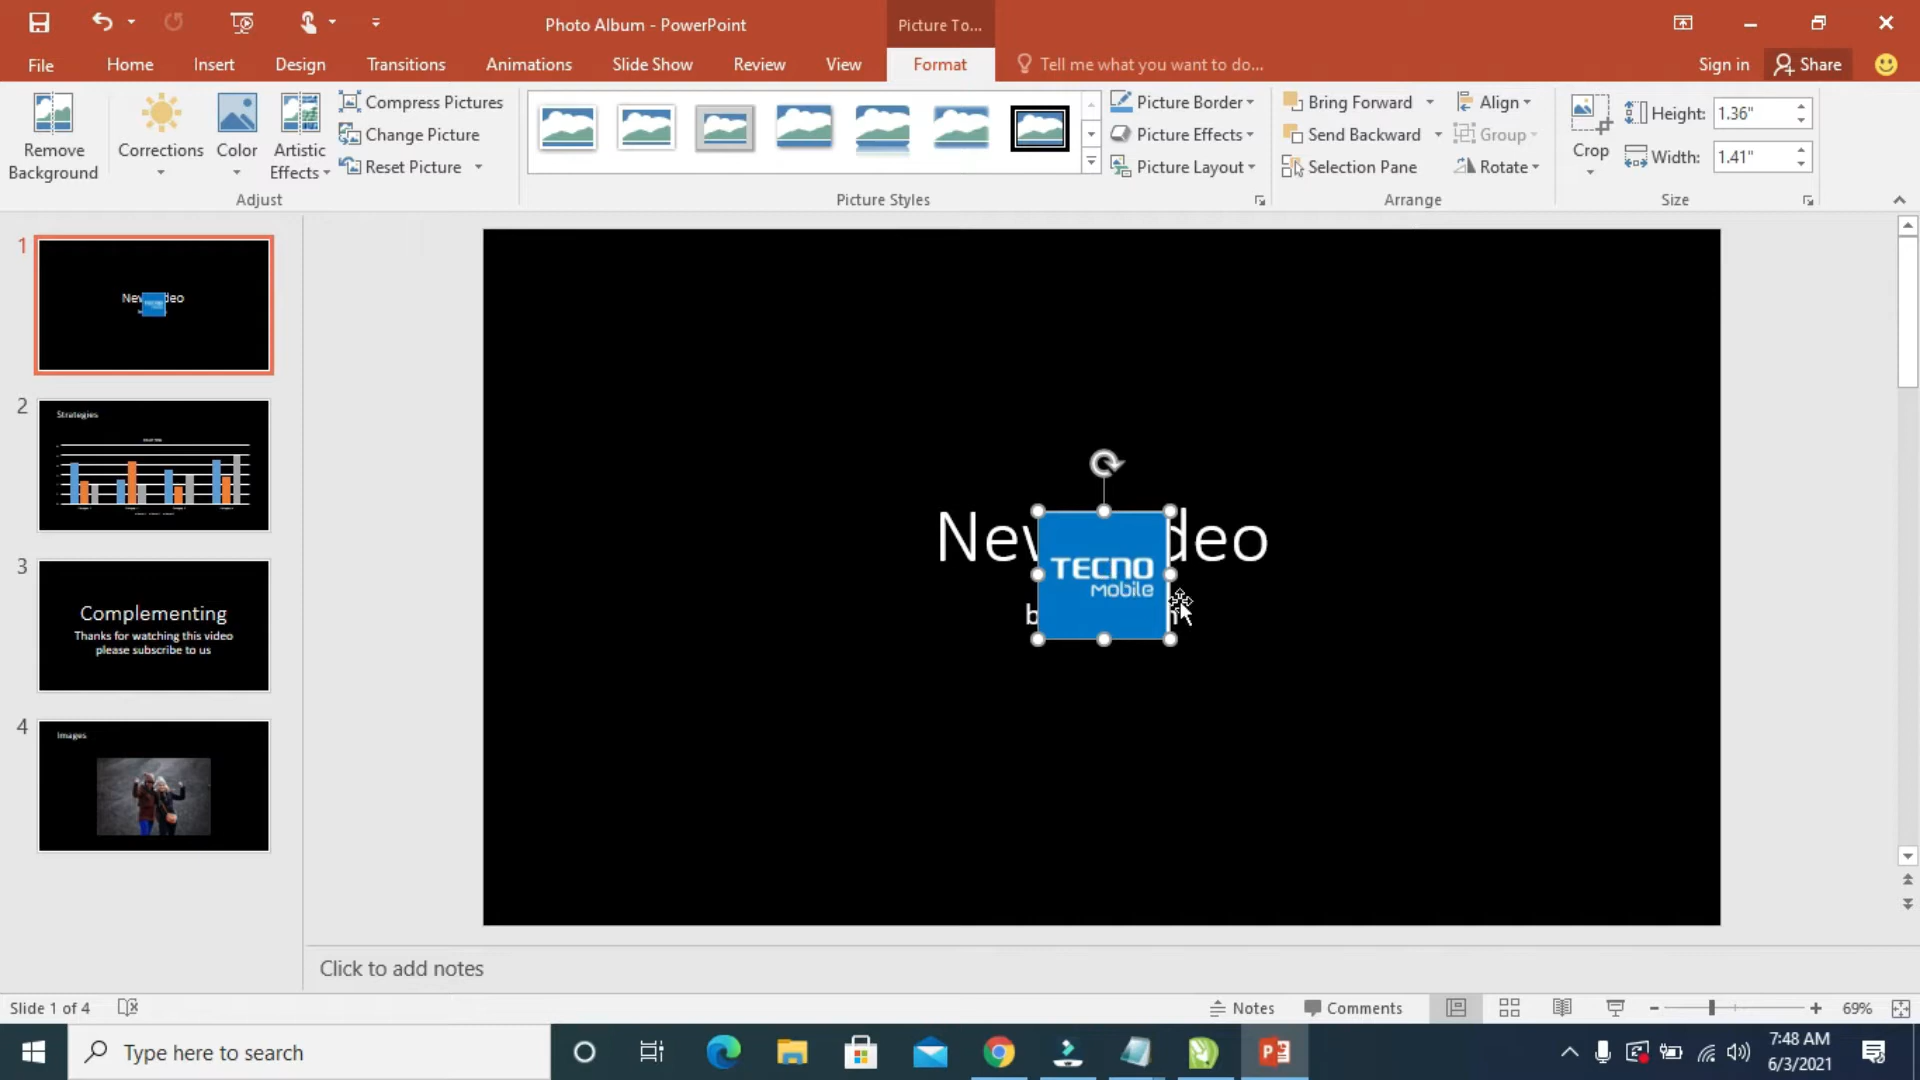 Photo Album - PowerPoint
Picture To...
File
Home
Insert
Design
Transitions
Animations
Slide Show
Review
View
Format
Tell me what you want to do...
Sign in
Share
Remove Background
Corrections
Color
Artistic Effects
Compress Pictures
Change Picture
Reset Picture
Adjust
Picture Styles
Picture Border
Picture Effects
Picture Layout
Bring Forward
Send Backward
Selection Pane
Align
Group
Rotate
Arrange
Crop
Height: 1.36"
Width: 1.41"
Size
1
2
Strategies
3
Complementing
Thanks for watching this video
please subscribe to us
4
Images
New deo
TECNO
mobile
Click to add notes
Slide 1 of 4
Notes
Comments
69%
Type here to search
7:48 AM
6/3/2021